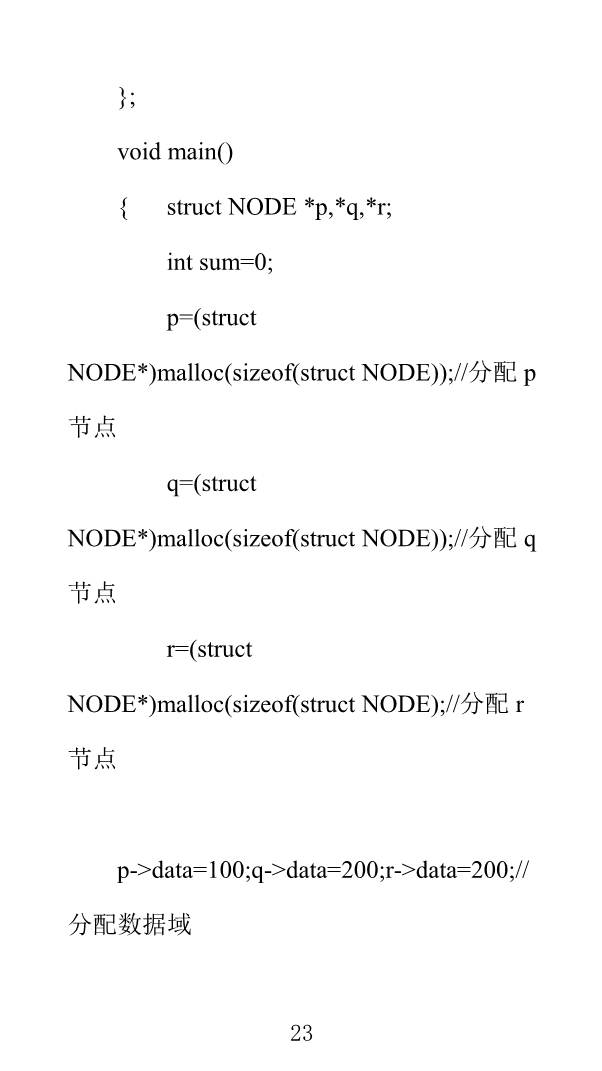 };
void main()
{ struct NODE *p,*q,*r;
int sum=0;
p=(struct
NODE*)malloc(sizeof(struct NODE));//分配 p
节点
q=(struct
NODE*)malloc(sizeof(struct NODE));//分配 q
节点
r=(struct
NODE*)malloc(sizeof(struct NODE);//分配 r
节点
p->data=100;q->data=200;r->data=200;//
分配数据域
23